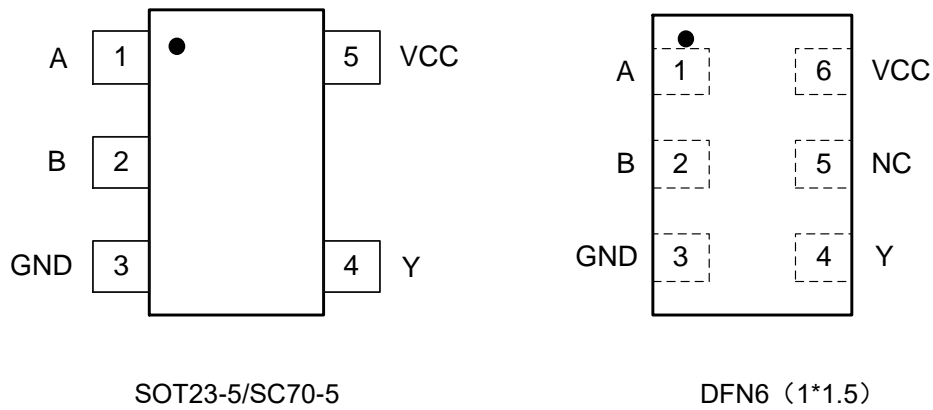 A 1 5 VCC
B 2
GND 3 4 Y
SOT23-5/SC70-5
A 1 6 VCC
B 2 5 NC
GND 3 4 Y
DFN6（1*1.5）